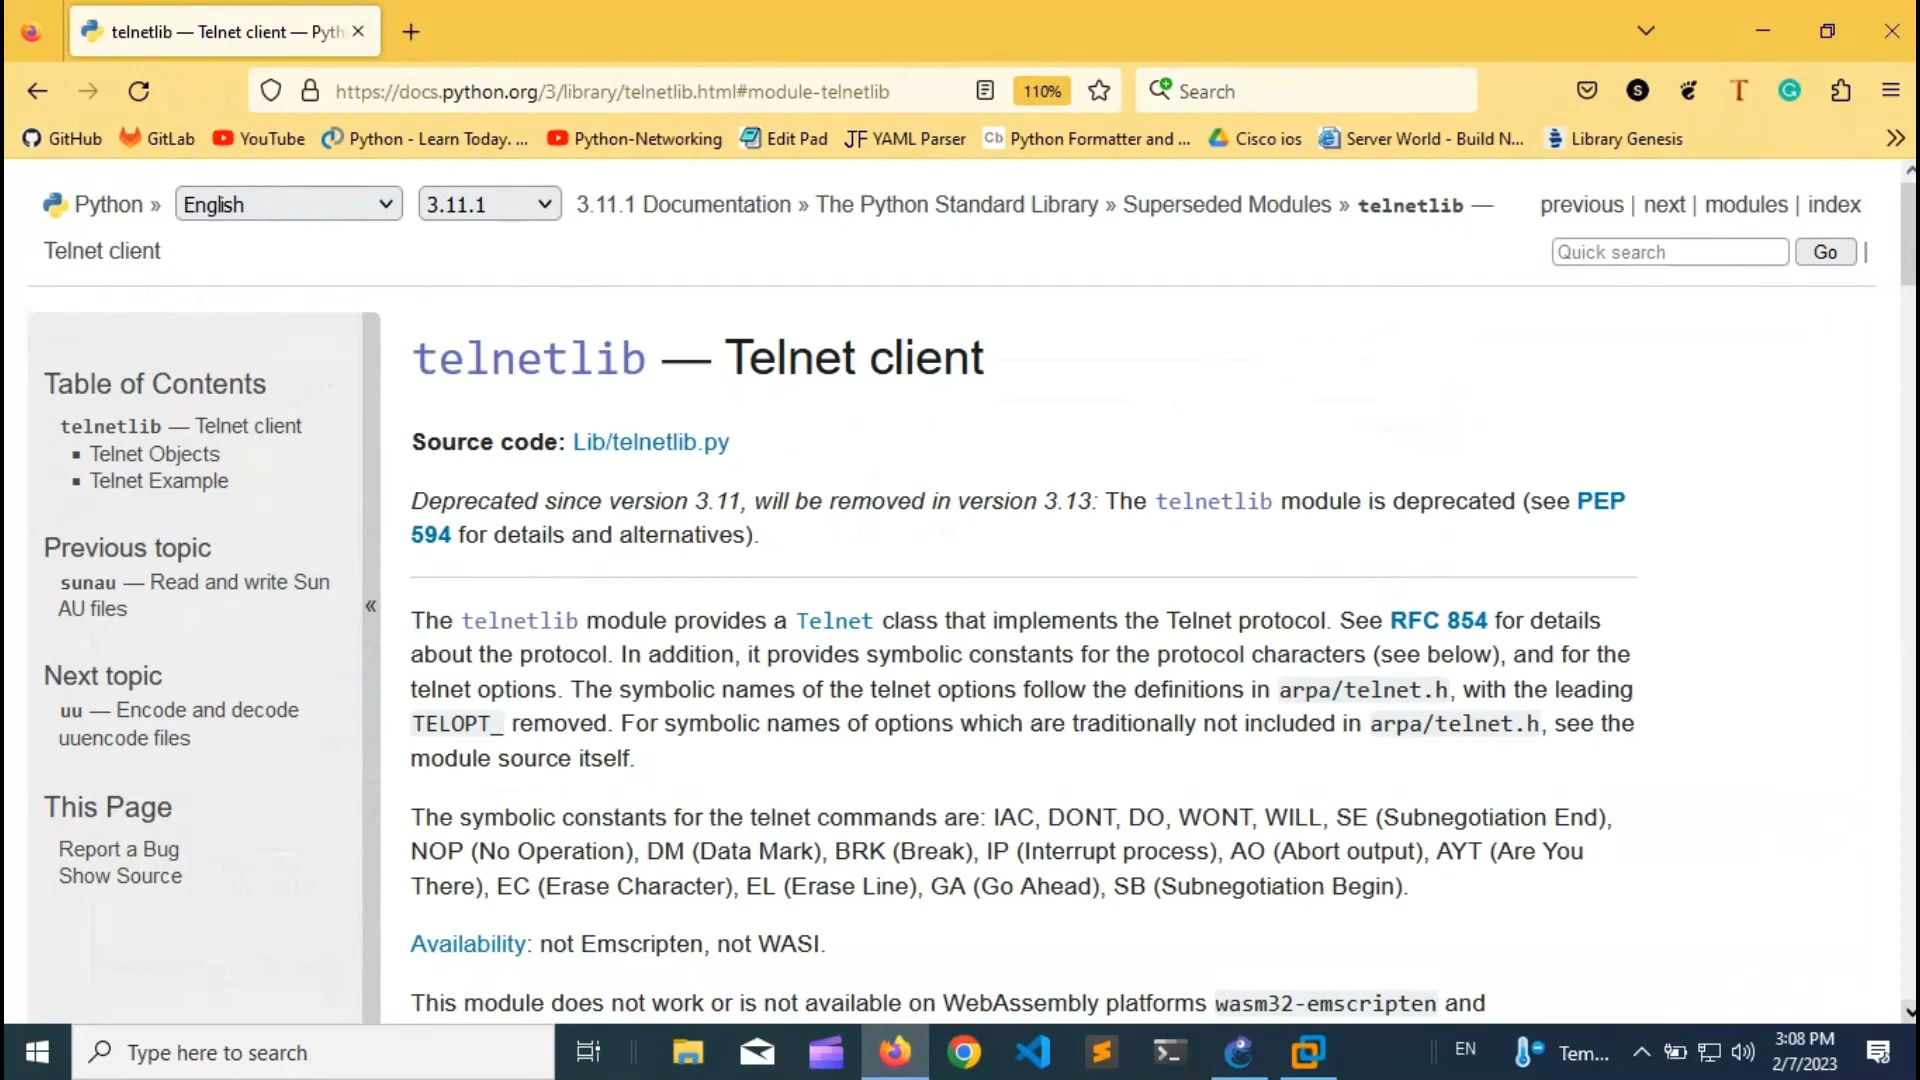 telnetlib — Telnet client — Pyth
https://docs.python.org/3/library/telnetlib.html#module-telnetlib
110%
Search
GitHub
GitLab
YouTube
Python - Learn Today. ...
Python-Networking
Edit Pad
JF YAML Parser
Cb Python Formatter and ...
Cisco ios
Server World - Build N...
Library Genesis
Python »
English
3.11.1
3.11.1 Documentation » The Python Standard Library » Superseded Modules » telnetlib —
previous | next | modules | index
Telnet client
Quick search
Go |
Table of Contents
telnetlib — Telnet client
▪ Telnet Objects
▪ Telnet Example
Previous topic
sunau — Read and write Sun
AU files
Next topic
uu — Encode and decode
uuencode files
This Page
Report a Bug
Show Source
«
telnetlib — Telnet client
Source code: Lib/telnetlib.py
Deprecated since version 3.11, will be removed in version 3.13: The telnetlib module is deprecated (see PEP
594 for details and alternatives).
The telnetlib module provides a Telnet class that implements the Telnet protocol. See RFC 854 for details
about the protocol. In addition, it provides symbolic constants for the protocol characters (see below), and for the
telnet options. The symbolic names of the telnet options follow the definitions in arpa/telnet.h, with the leading
TELOPT_ removed. For symbolic names of options which are traditionally not included in arpa/telnet.h, see the
module source itself.
The symbolic constants for the telnet commands are: IAC, DONT, DO, WONT, WILL, SE (Subnegotiation End),
NOP (No Operation), DM (Data Mark), BRK (Break), IP (Interrupt process), AO (Abort output), AYT (Are You
There), EC (Erase Character), EL (Erase Line), GA (Go Ahead), SB (Subnegotiation Begin).
Availability: not Emscripten, not WASI.
This module does not work or is not available on WebAssembly platforms wasm32-emscripten and
Type here to search
EN
Tem...
3:08 PM
2/7/2023